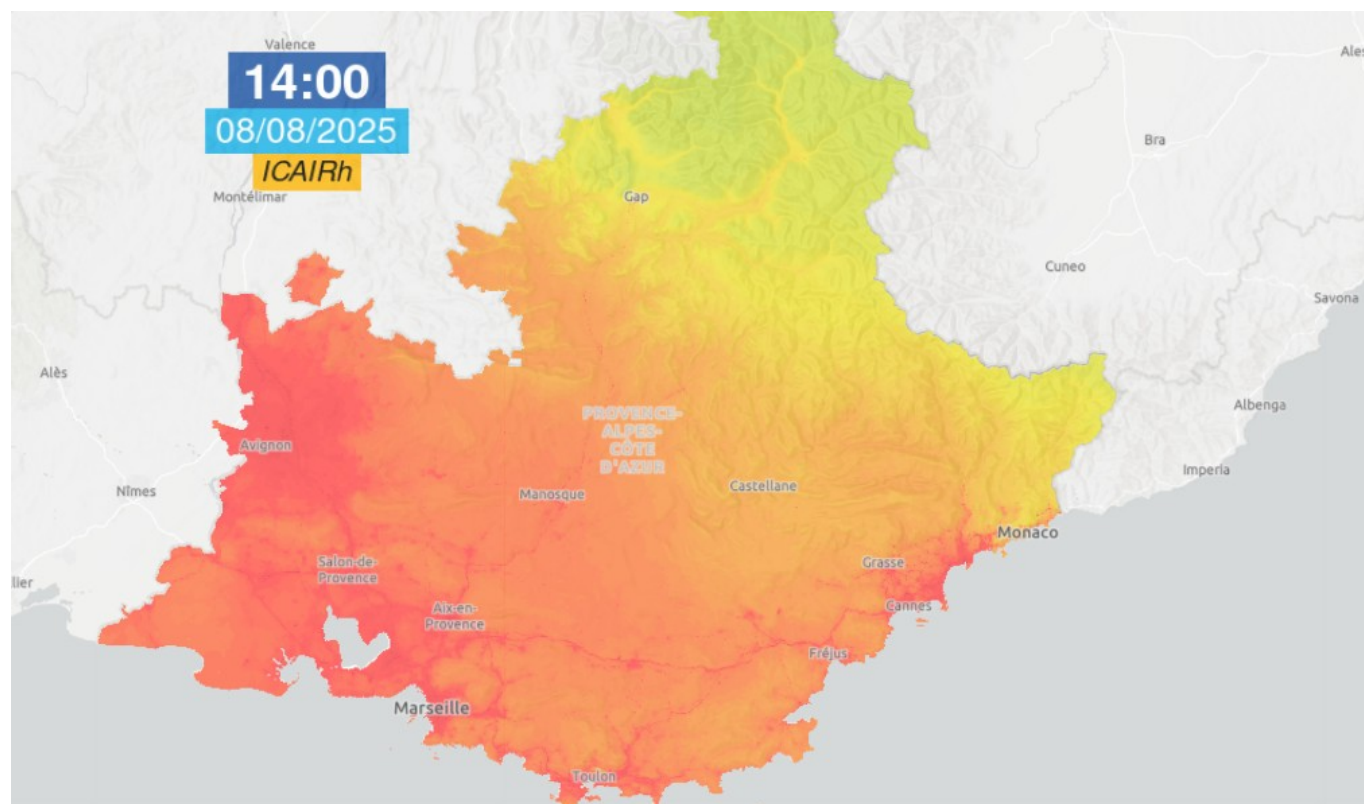 Valence
14:00
08/08/2025
ICAIRh
Montélimar
Gap
Ales
Bra
Cuneo
Savona
Alès
Albenga
PROVENCE-
ALPES-
CÔTE
D'AZUR
Avignon
Imperia
Nîmes
Manosque
Castellane
Monaco
Salon-de-
Provence
Grasse
lier
Aix-en-
Provence
Cannes
Fréjus
Marseille
Toulon